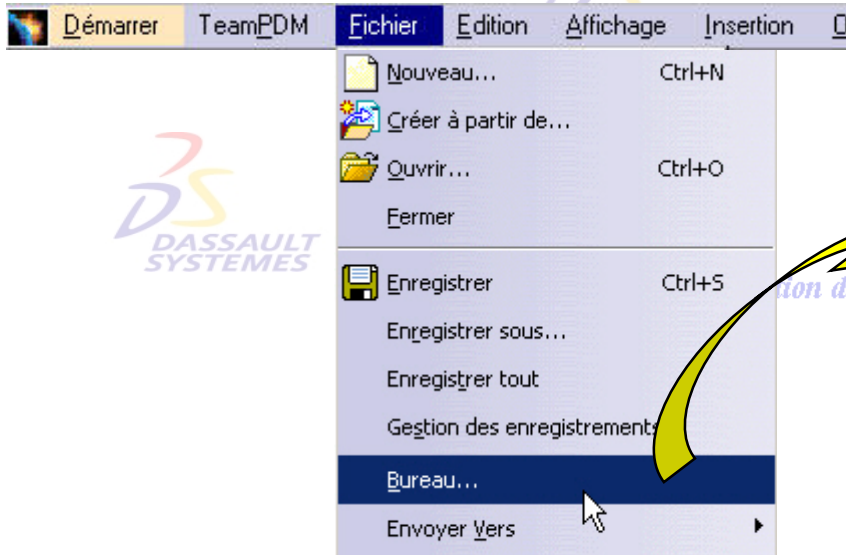 Démarrer TeamPDM Fichier Edition Affichage Insertion
Nouveau... Ctrl+N
Créer à partir de...
Ouvrir... Ctrl+O
Fermer
DASSAULT
SYSTEMES
Enregistrer Ctrl+S
Enregistrer sous...
Enregistrer tout
Gestion des enregistrements
Bureau...
Envoyer Vers